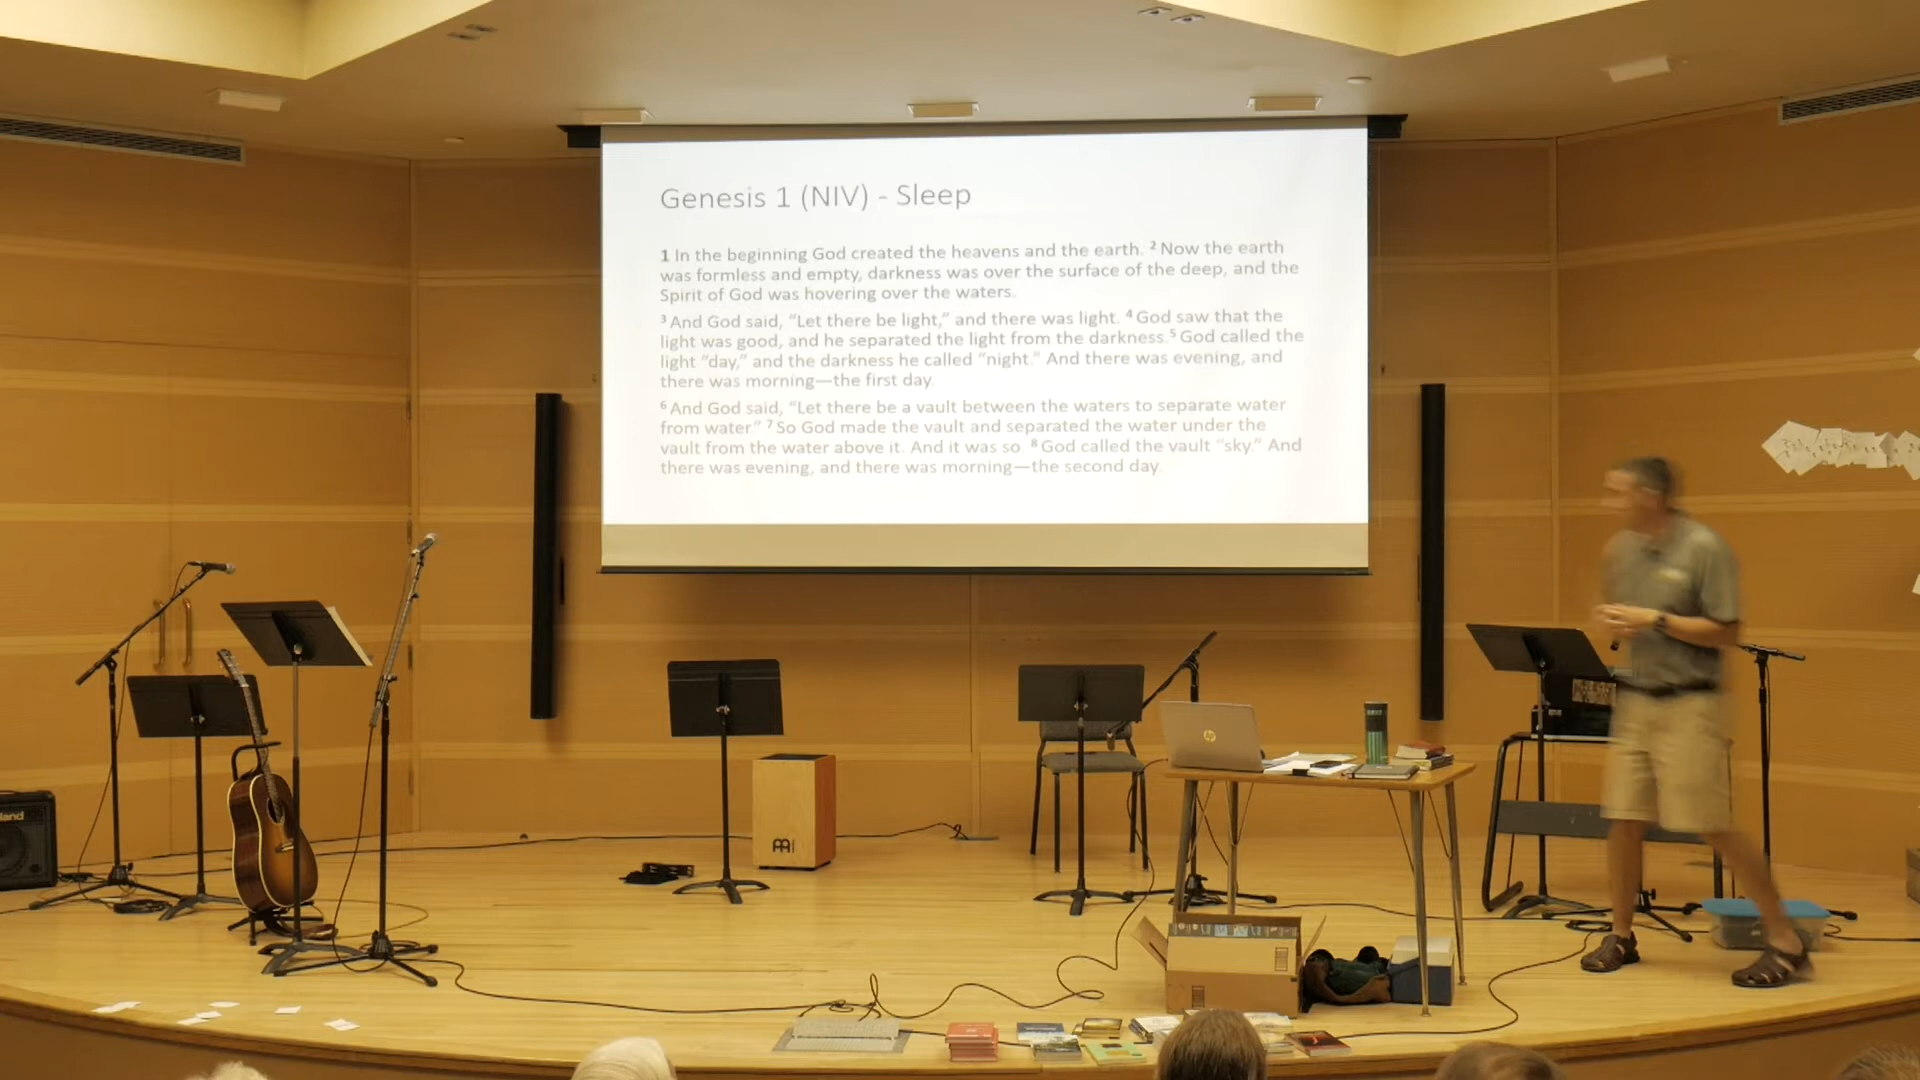 Genesis 1 (NIV) - Sleep
1 In the beginning God created the heavens and the earth. ² Now the earth
was formless and empty, darkness was over the surface of the deep, and the
Spirit of God was hovering over the waters.
³ And God said, “Let there be light,” and there was light. ⁴ God saw that the
light was good, and he separated the light from the darkness. ⁵ God called the
light “day,” and the darkness he called “night.” And there was evening, and
there was morning—the first day.
⁶ And God said, “Let there be a vault between the waters to separate water
from water.” ⁷ So God made the vault and separated the water under the
vault from the water above it. And it was so. ⁸ God called the vault “sky.” And
there was evening, and there was morning—the second day.
hp
land